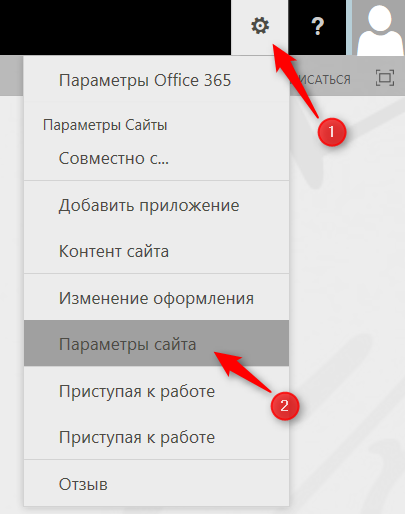 ?
Параметры Office 365
ИСАТЬСЯ
1
Параметры Сайты
Совместно с...
Добавить приложение
Контент сайта
Изменение оформления
Параметры сайта
Приступая к работе
2
Приступая к работе
Отзыв